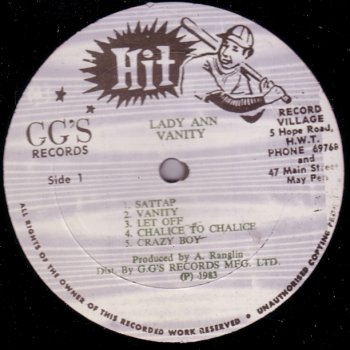 Hit
LADY ANN
VANITY
GG'S
RECORDS
Side 1
RECORD
VILLAGE
5 Hope Road,
H.W.T.
PHONE 69768
and
47 Main Street
May Pen
1 SATTAP
2 VANITY
3 LET OFF
4 CHALICE TO CHALICE
5 CRAZY BOY
Produced by A. Ranglin
Dist. By G.G'S RECORDS MFG. LTD.
(P) 1983
ALL RIGHTS OF THE OWNER OF THIS RECORDED WORK RESERVED • UNAUTHORISED COPYING